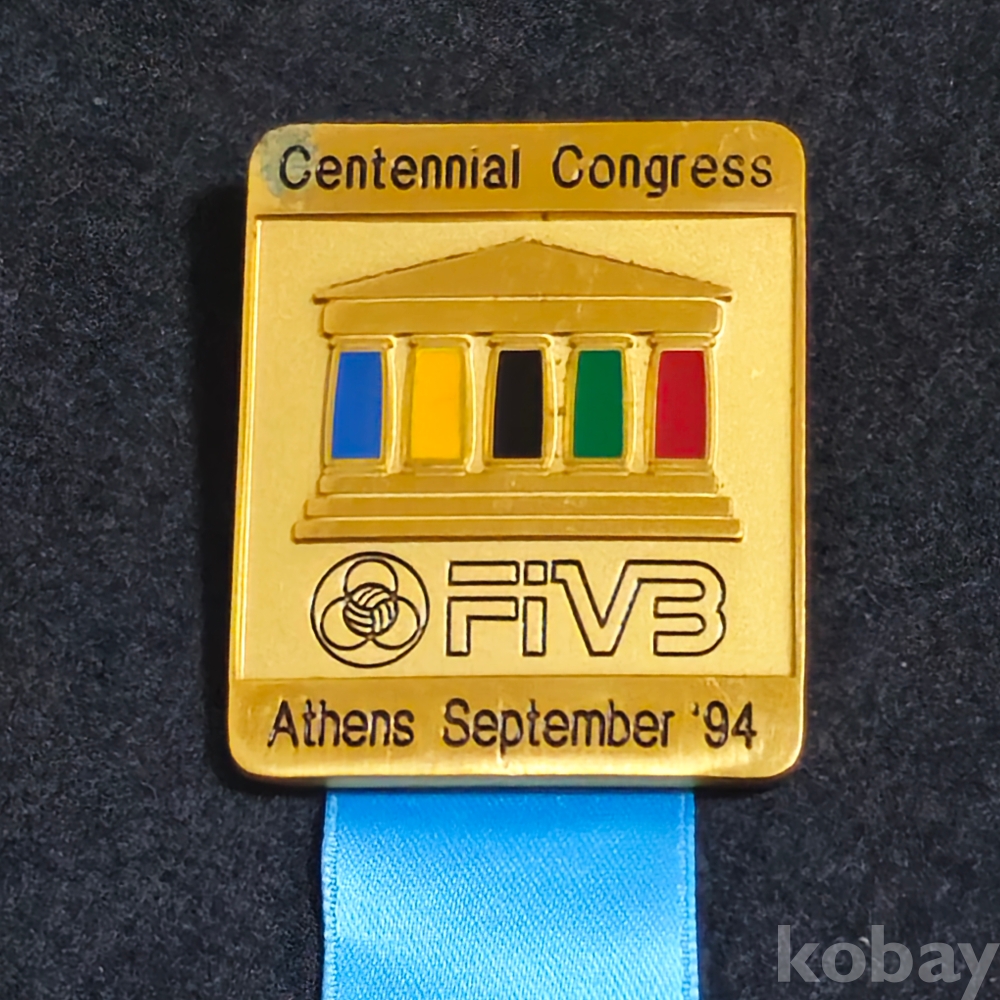 Centennial Congress
FiVB
Athens September '94
kobay